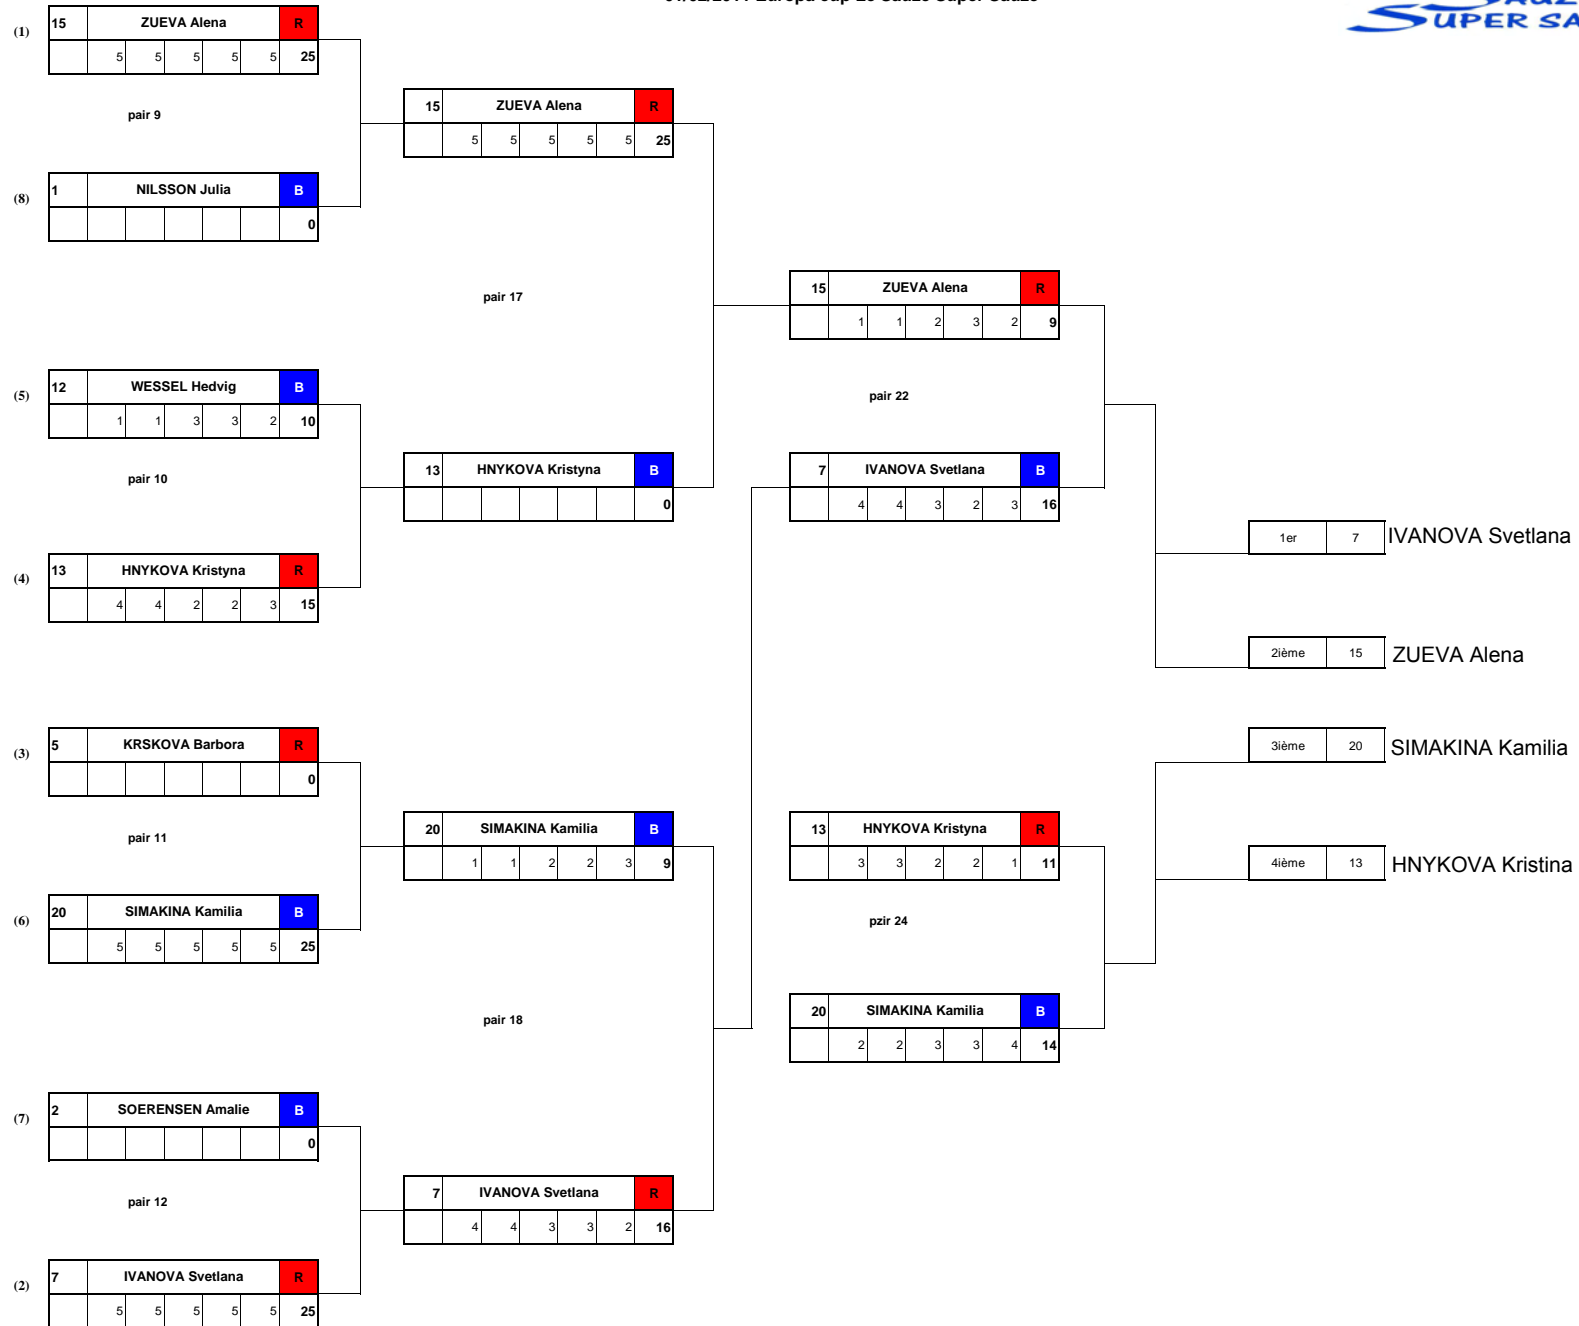 (1) 15 ZUEVA Alena R
5 5 5 5 5 25
pair 9
(8) 1 NILSSON Julia B
0
15 ZUEVA Alena R
5 5 5 5 5 25
pair 17
(5) 12 WESSEL Hedvig B
1 1 3 3 2 10
pair 10
(4) 13 HNYKOVA Kristyna R
4 4 2 2 3 15
13 HNYKOVA Kristyna B
0
15 ZUEVA Alena R
1 1 2 3 2 9
pair 22
7 IVANOVA Svetlana B
4 4 3 2 3 16
1er 7 IVANOVA Svetlana
2ième 15 ZUEVA Alena
3ième 20 SIMAKINA Kamilia
4ième 13 HNYKOVA Kristina
(3) 5 KRSKOVA Barbora R
0
pair 11
(6) 20 SIMAKINA Kamilia B
5 5 5 5 5 25
20 SIMAKINA Kamilia B
1 1 2 2 3 9
pair 18
13 HNYKOVA Kristyna R
3 3 2 2 1 11
pzir 24
20 SIMAKINA Kamilia B
2 2 3 3 4 14
(7) 2 SOERENSEN Amalie B
0
pair 12
(2) 7 IVANOVA Svetlana R
5 5 5 5 5 25
7 IVANOVA Svetlana R
4 4 3 3 2 16